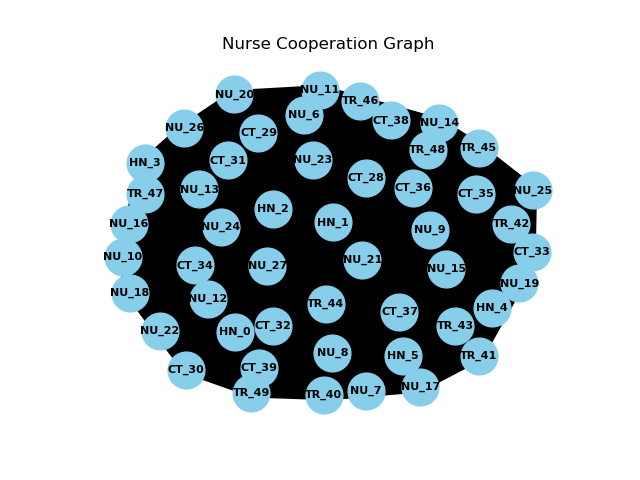 Nurse Cooperation Graph
NU_11
NU_20
TR_46
NU_6
CT_38
NU_14
NU_26
CT_29
TR_48
TR_45
HN_3
CT_31
NU_23
CT_28
NU_13
CT_36
TR_47
CT_35
NU_25
HN_2
HN_1
NU_16
NU_24
NU_9
TR_42
CT_33
NU_10
CT_34
NU_27
NU_21
NU_15
NU_19
NU_18
NU_12
TR_44
HN_4
CT_37
NU_22
HN_0
CT_32
TR_43
NU_8
HN_5
TR_41
CT_30
CT_39
NU_17
TR_49
TR_40
NU_7